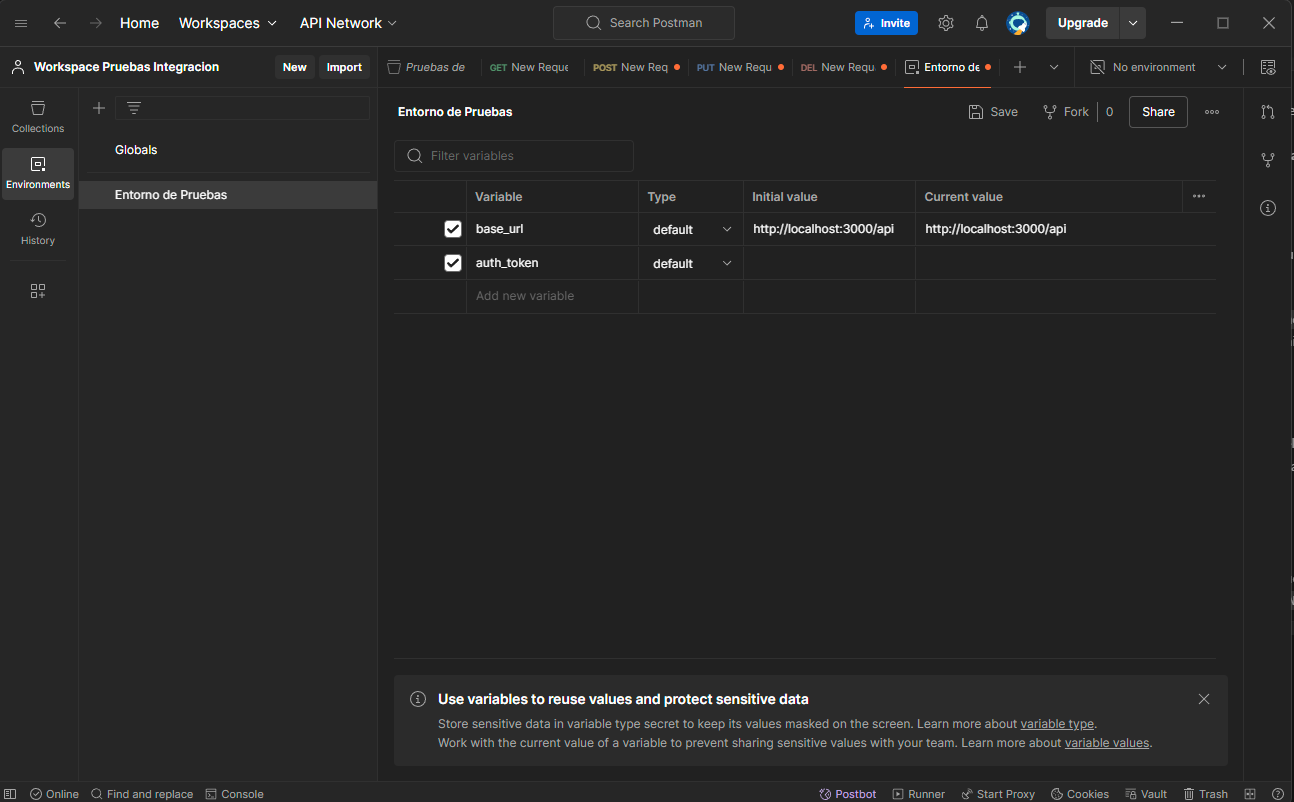 Home Workspaces API Network Search Postman Invite Upgrade
Workspace Pruebas Integracion New Import Pruebas de GET New Reque POST New Req PUT New Requ DEL New Requ Entorno de No environment
Collections
Environments
History
Globals
Entorno de Pruebas
Entorno de Pruebas Save Fork 0 Share
Filter variables
Variable Type Initial value Current value
base_url default http://localhost:3000/api http://localhost:3000/api
auth_token default
Add new variable
Use variables to reuse values and protect sensitive data
Store sensitive data in variable type secret to keep its values masked on the screen. Learn more about variable type.
Work with the current value of a variable to prevent sharing sensitive values with your team. Learn more about variable values.
Online Find and replace Console Postbot Runner Start Proxy Cookies Vault Trash